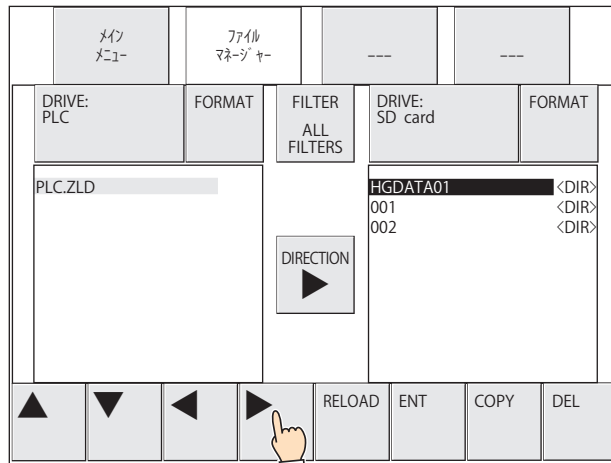 メイン
メニュー
ファイル
マネージャー
---
---
DRIVE:
PLC
FORMAT
FILTER
ALL
FILTERS
DRIVE:
SD card
FORMAT
PLC.ZLD
DIRECTION
HGDATA01 <DIR>
001 <DIR>
002 <DIR>
RELOAD
ENT
COPY
DEL